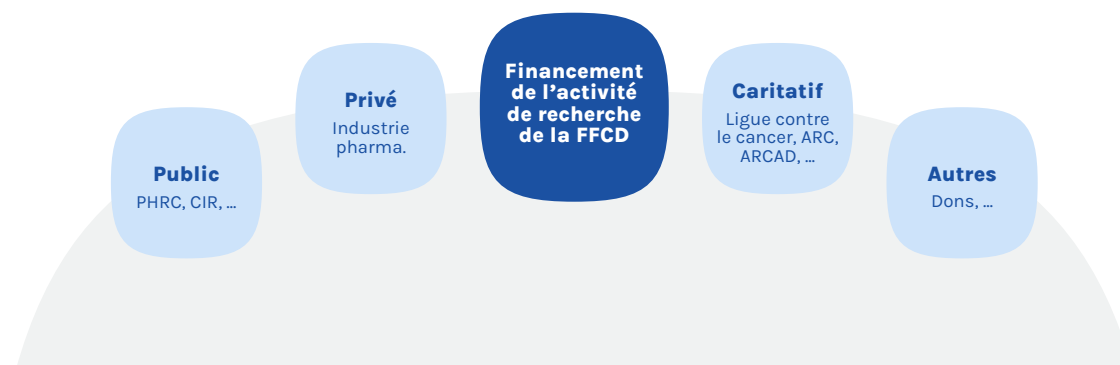 Public
PHRC, CIR, ...
Privé
Industrie
pharma.
Financement
de l’activité
de recherche
de la FFCD
Caritatif
Ligue contre
le cancer, ARC,
ARCAD, ...
Autres
Dons, ...